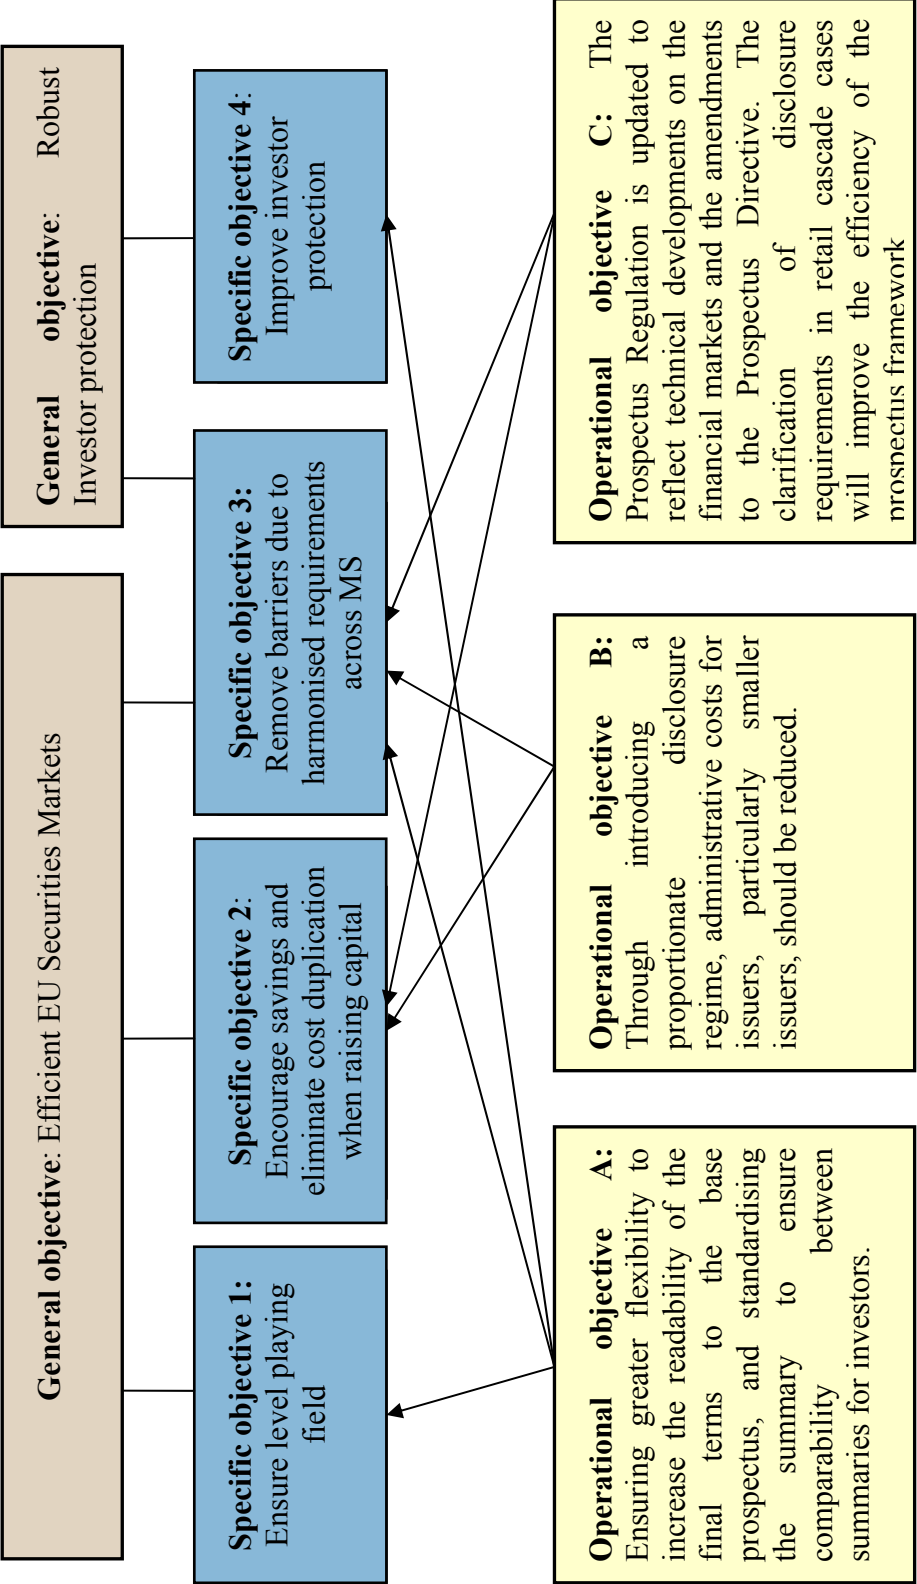 General objective: Efficient EU Securities Markets
General objective: Robust
Investor protection
Specific objective 1:
Ensure level playing
field
Specific objective 2:
Encourage savings and
eliminate cost duplication
when raising capital
Specific objective 3:
Remove barriers due to
harmonised requirements
across MS
Specific objective 4:
Improve investor
protection
Operational objective A:
Ensuring greater flexibility to
increase the readability of the
final terms to the base
prospectus, and standardising
the summary to ensure
comparability between
summaries for investors.
Operational objective B:
Through introducing a
proportionate disclosure
regime, administrative costs for
issuers, particularly smaller
issuers, should be reduced.
Operational objective C: The
Prospectus Regulation is updated to
reflect technical developments on the
financial markets and the amendments
to the Prospectus Directive. The
clarification of disclosure
requirements in retail cascade cases
will improve the efficiency of the
prospectus framework